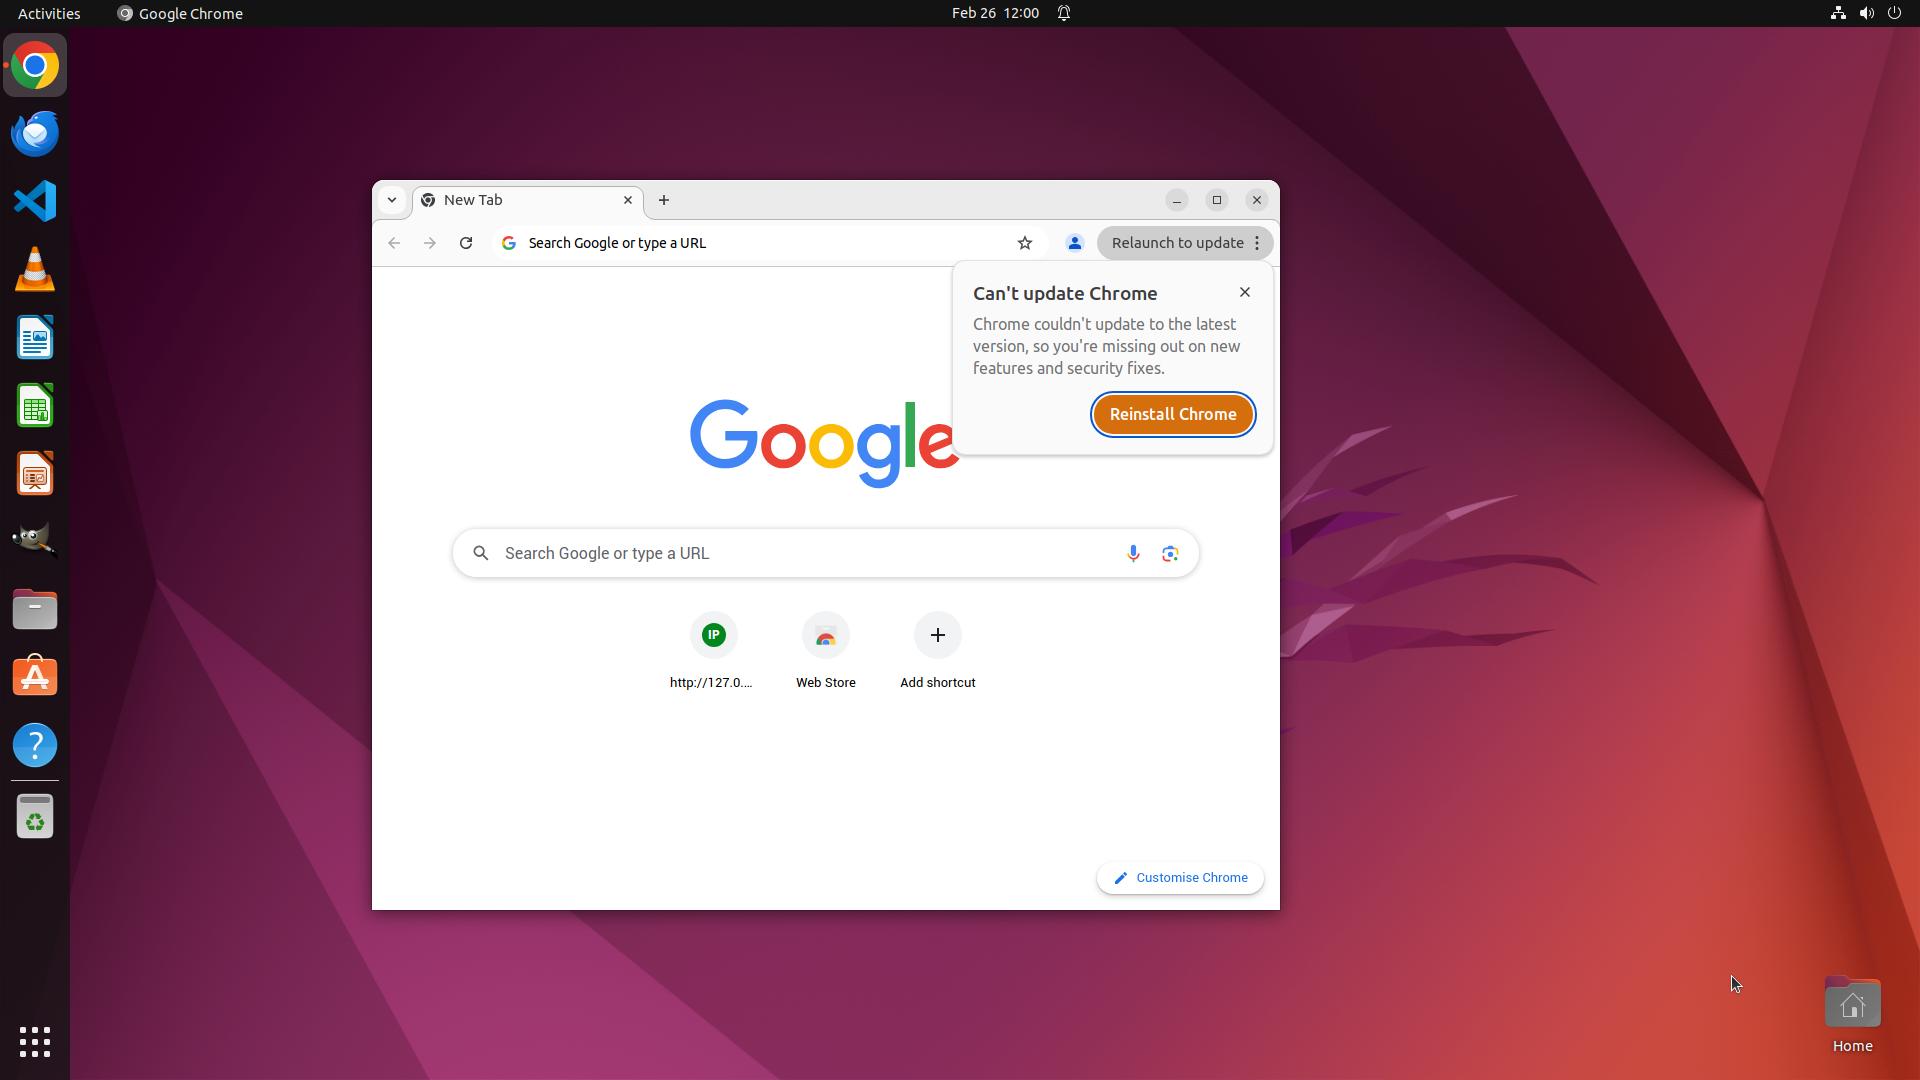 Activities
Google Chrome
Feb 26 12:00
New Tab
Search Google or type a URL
Relaunch to update
Can't update Chrome
Chrome couldn't update to the latest
version, so you're missing out on new
features and security fixes.
Reinstall Chrome
Google
Search Google or type a URL
IP
http://127.0....
Web Store
Add shortcut
Customise Chrome
Home